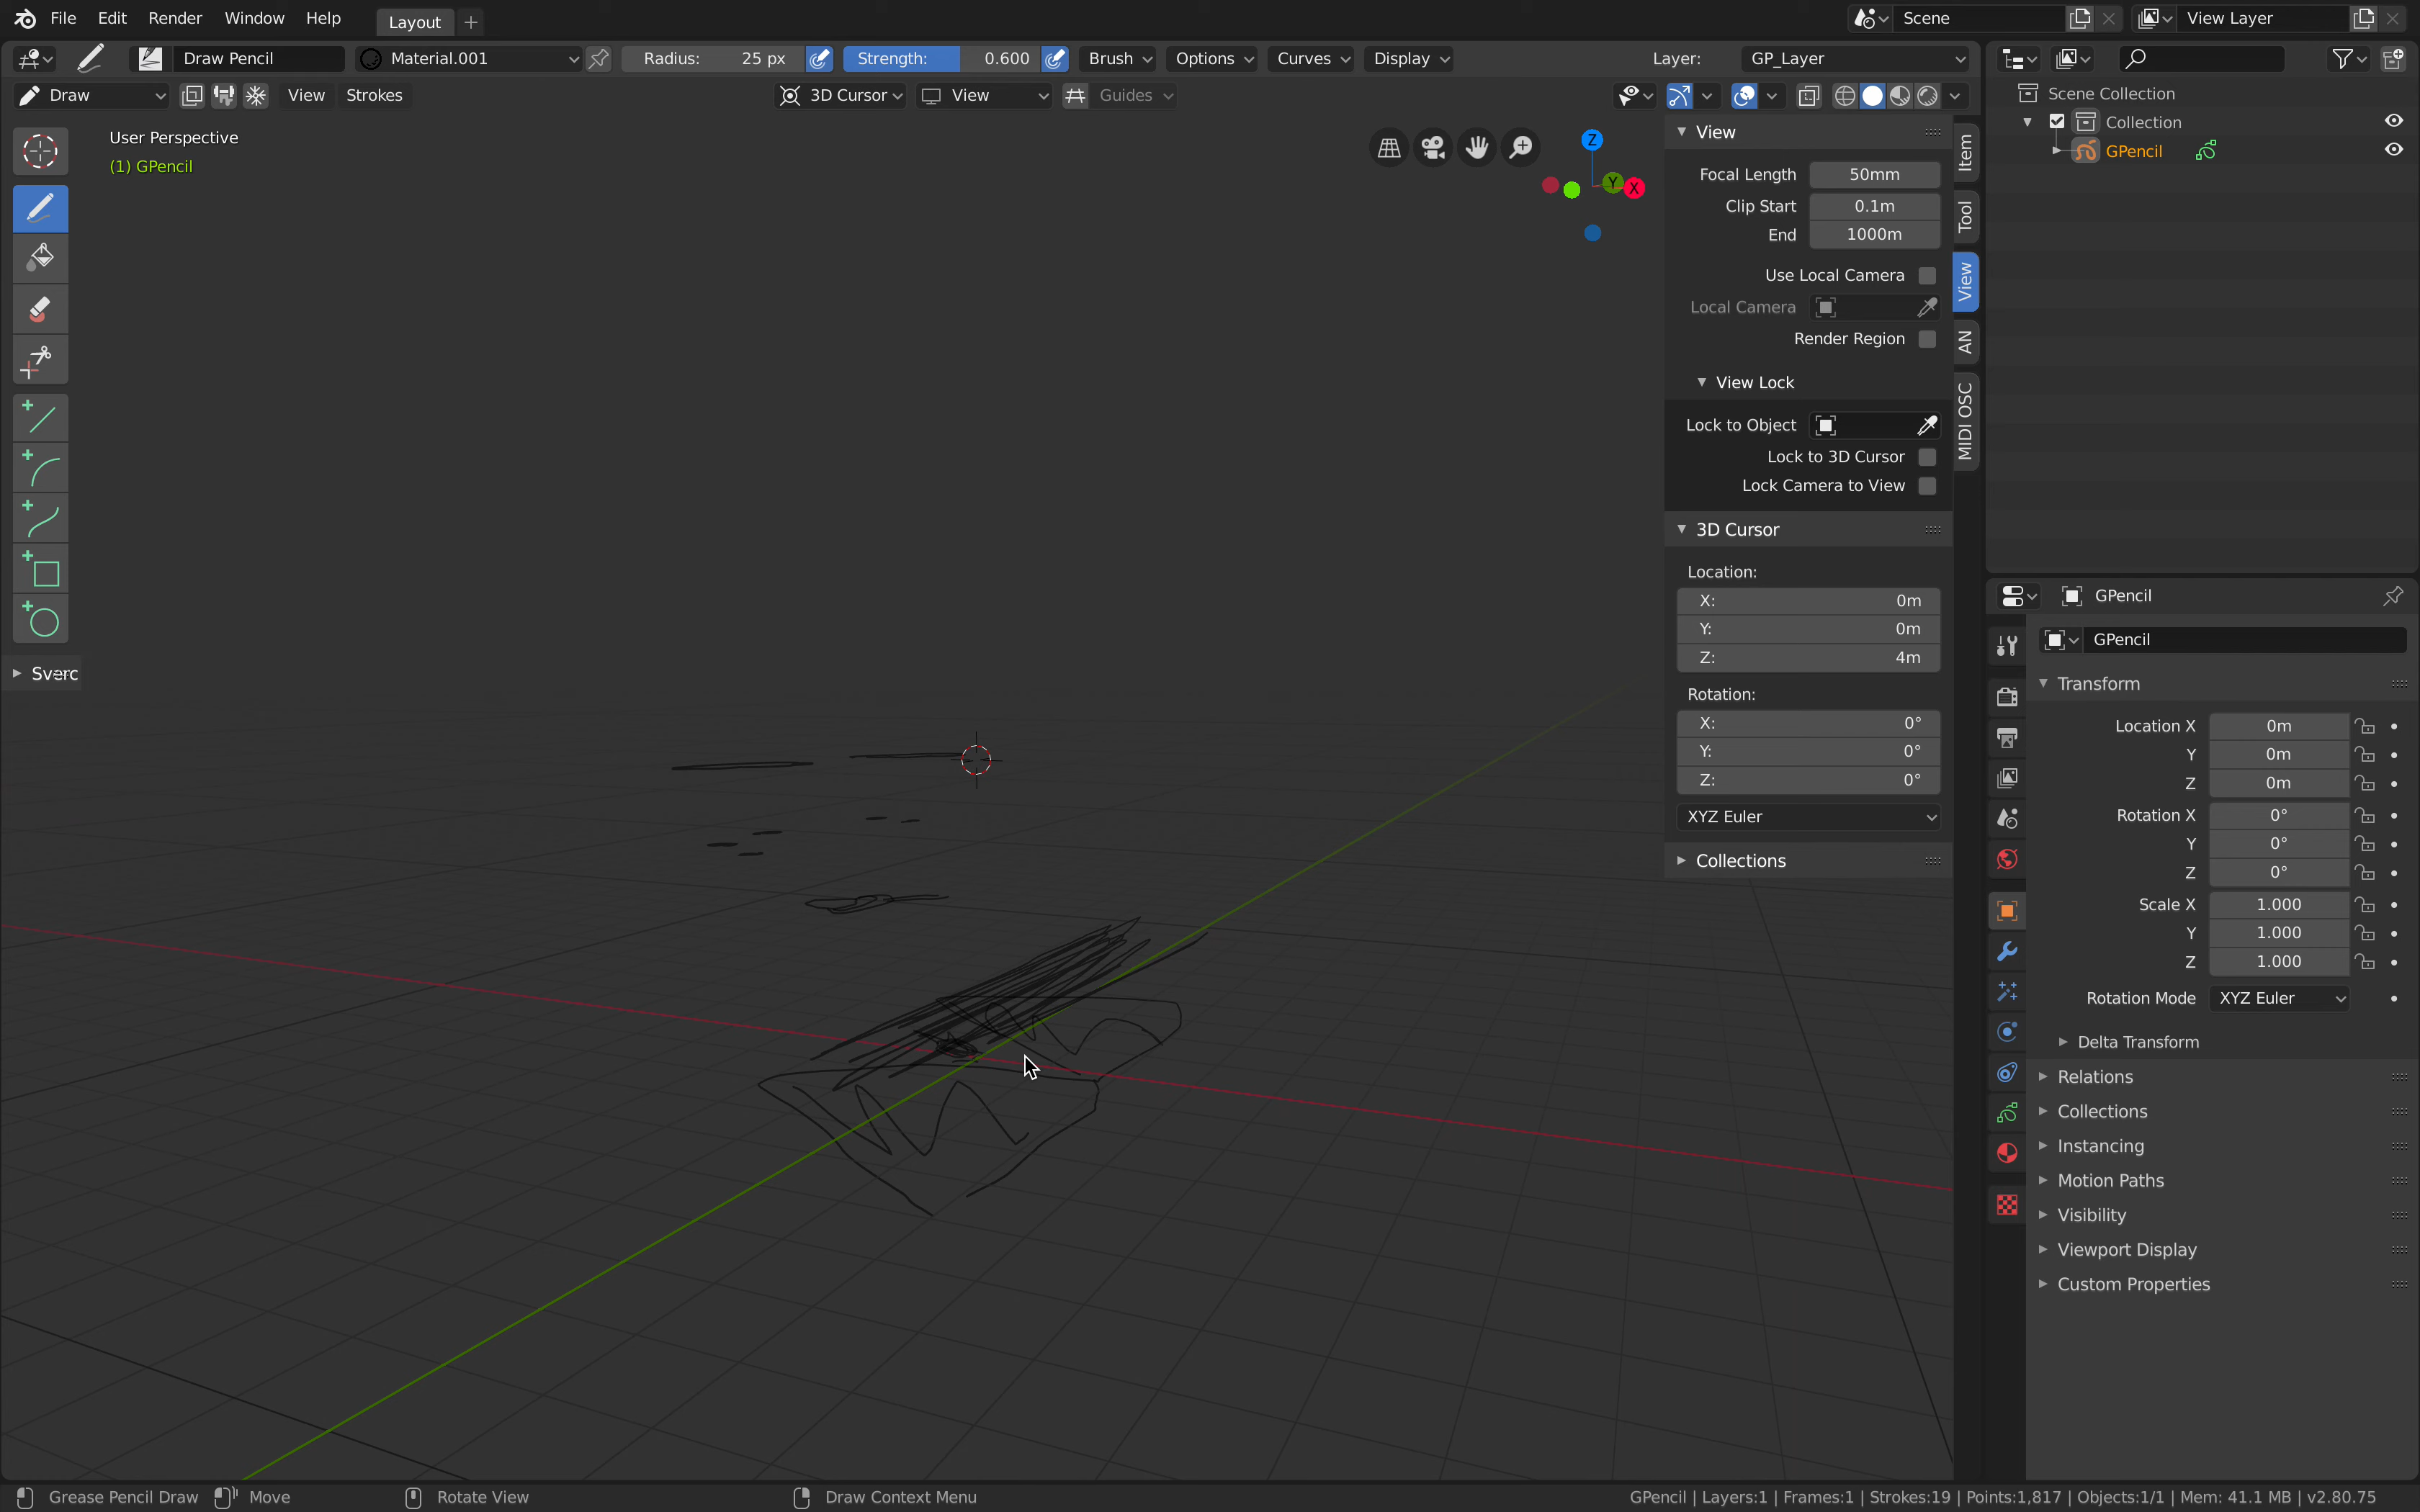 File Edit Render Window Help Layout
Scene View Layer
Draw Pencil Material.001 Radius: 25 px Strength: 0.600 Brush Options Curves Display Layer: GP_Layer
Draw View Strokes 3D Cursor View Guides
User Perspective
(1) GPencil
Z
Y X
View
Focal Length 50mm
Clip Start 0.1m
End 1000m
Use Local Camera
Local Camera
Render Region
View Lock
Lock to Object
Lock to 3D Cursor
Lock Camera to View
3D Cursor
Location:
X: 0m
Y: 0m
Z: 4m
Rotation:
X: 0°
Y: 0°
Z: 0°
XYZ Euler
Collections
Item
Tool
View
AN
MIDI OSC
Scene Collection
Collection
GPencil
GPencil
GPencil
Transform
Location X 0m
Y 0m
Z 0m
Rotation X 0°
Y 0°
Z 0°
Scale X 1.000
Y 1.000
Z 1.000
Rotation Mode XYZ Euler
Delta Transform
Relations
Collections
Instancing
Motion Paths
Visibility
Viewport Display
Custom Properties
Grease Pencil Draw Move Rotate View Draw Context Menu
GPencil | Layers:1 | Frames:1 | Strokes:19 | Points:1,817 | Objects:1/1 | Mem: 41.1 MB | v2.80.75